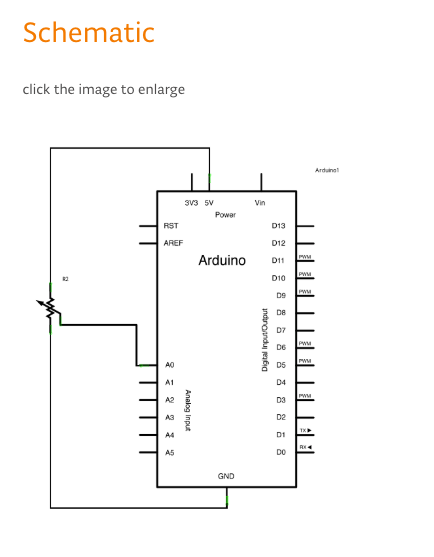 Schematic
click the image to enlarge
Arduino1
3V3 5V Vin
Power
RST D13
AREF D12
Arduino
D11 PWM
D10 PWM
R2
D9 PWM
D8
Digital Input/Output
D7
D6 PWM
A0 D5 PWM
A1 D4
A2 D3 PWM
Analog Input
A3 D2
A4 D1 TX
A5 D0 RX
GND